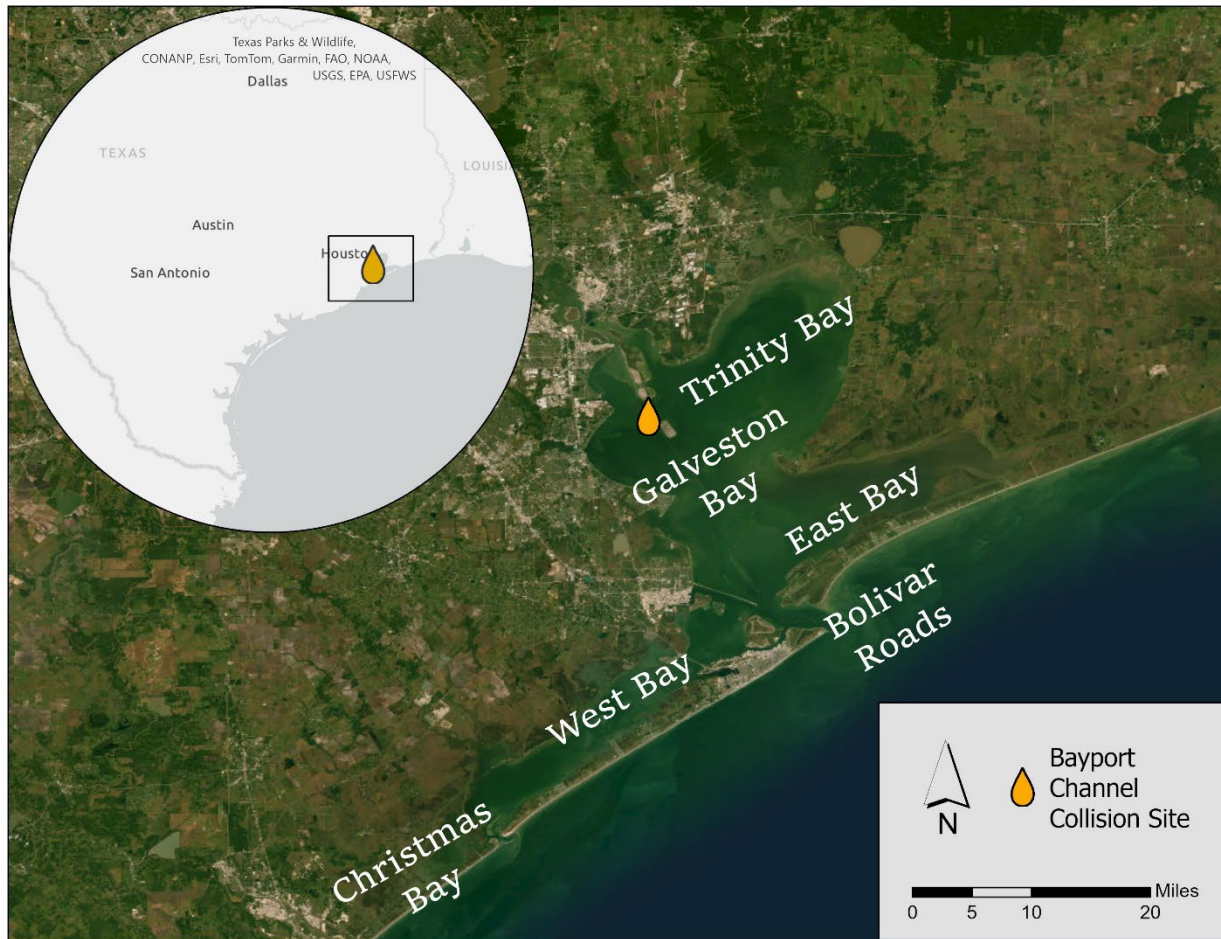 Texas Parks & Wildlife,
CONANP, Esri, TomTom, Garmin, FAO, NOAA,
USGS, EPA, USFWS
Dallas
TEXAS
LOUISI
Austin
Housto
San Antonio
Trinity Bay
Galveston
Bay
East Bay
Bolivar
Roads
West Bay
Christmas
Bay
N
Bayport
Channel
Collision Site
Miles
0 5 10 20